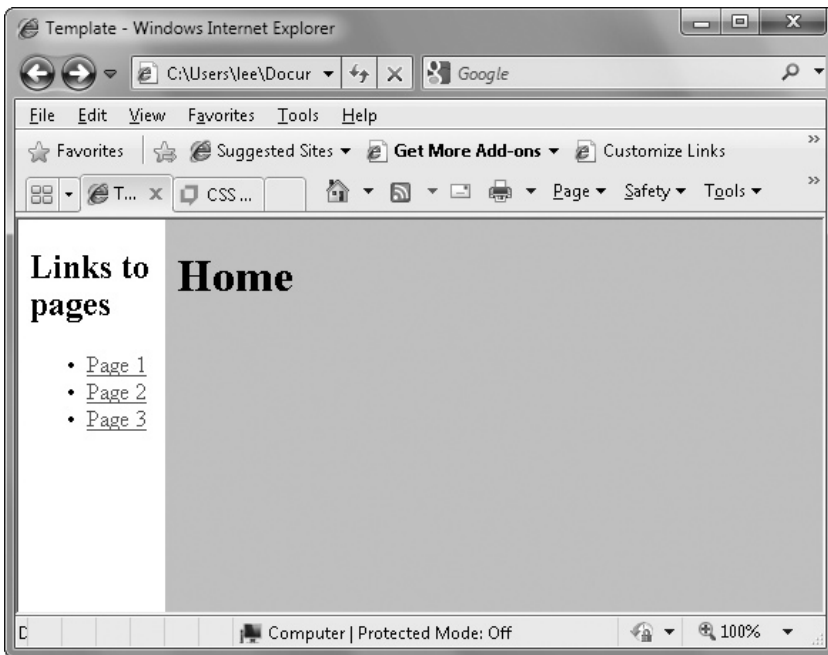 Template - Windows Internet Explorer
C:\Users\lee\Docur
Google
File Edit View Favorites Tools Help
Favorites Suggested Sites Get More Add-ons Customize Links
T... CSS ... Page Safety Tools
Links to
pages
Home
• Page 1
• Page 2
• Page 3
D Computer | Protected Mode: Off 100%